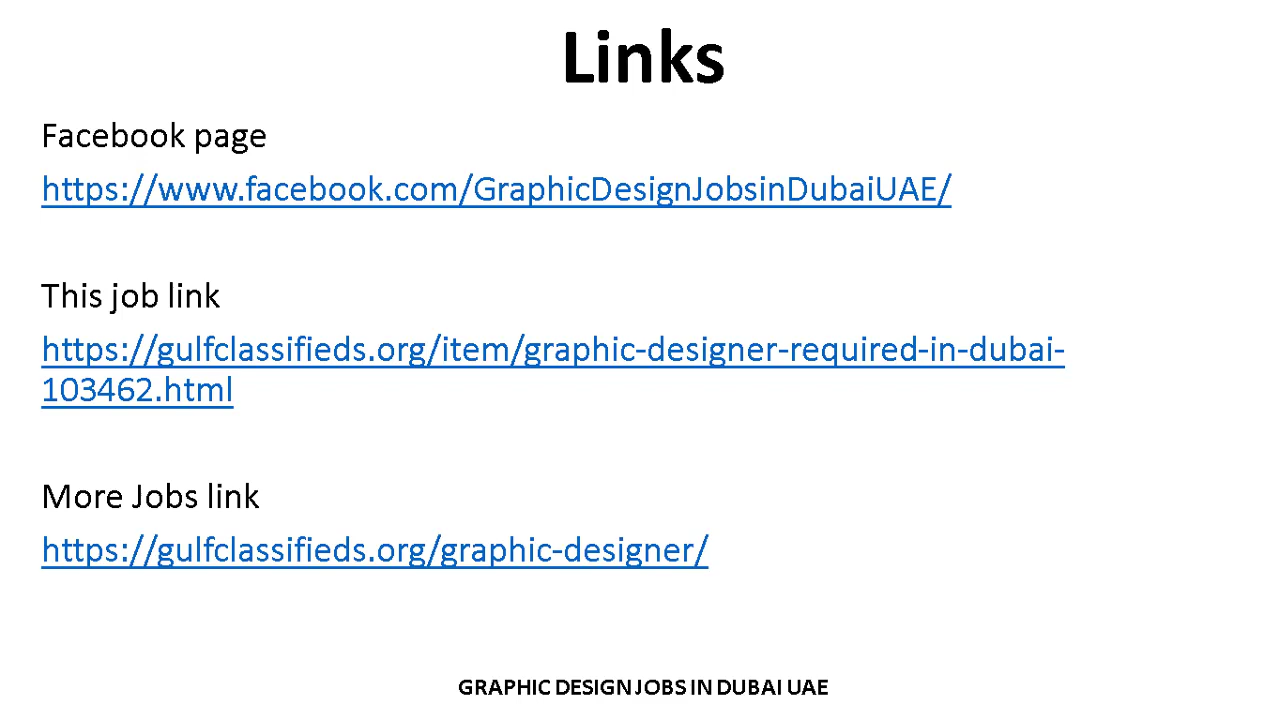 Links
Facebook page
https://www.facebook.com/GraphicDesignJobsinDubaiUAE/
This job link
https://gulfclassifieds.org/item/graphic-designer-required-in-dubai-
103462.html
More Jobs link
https://gulfclassifieds.org/graphic-designer/
GRAPHIC DESIGN JOBS IN DUBAI UAE